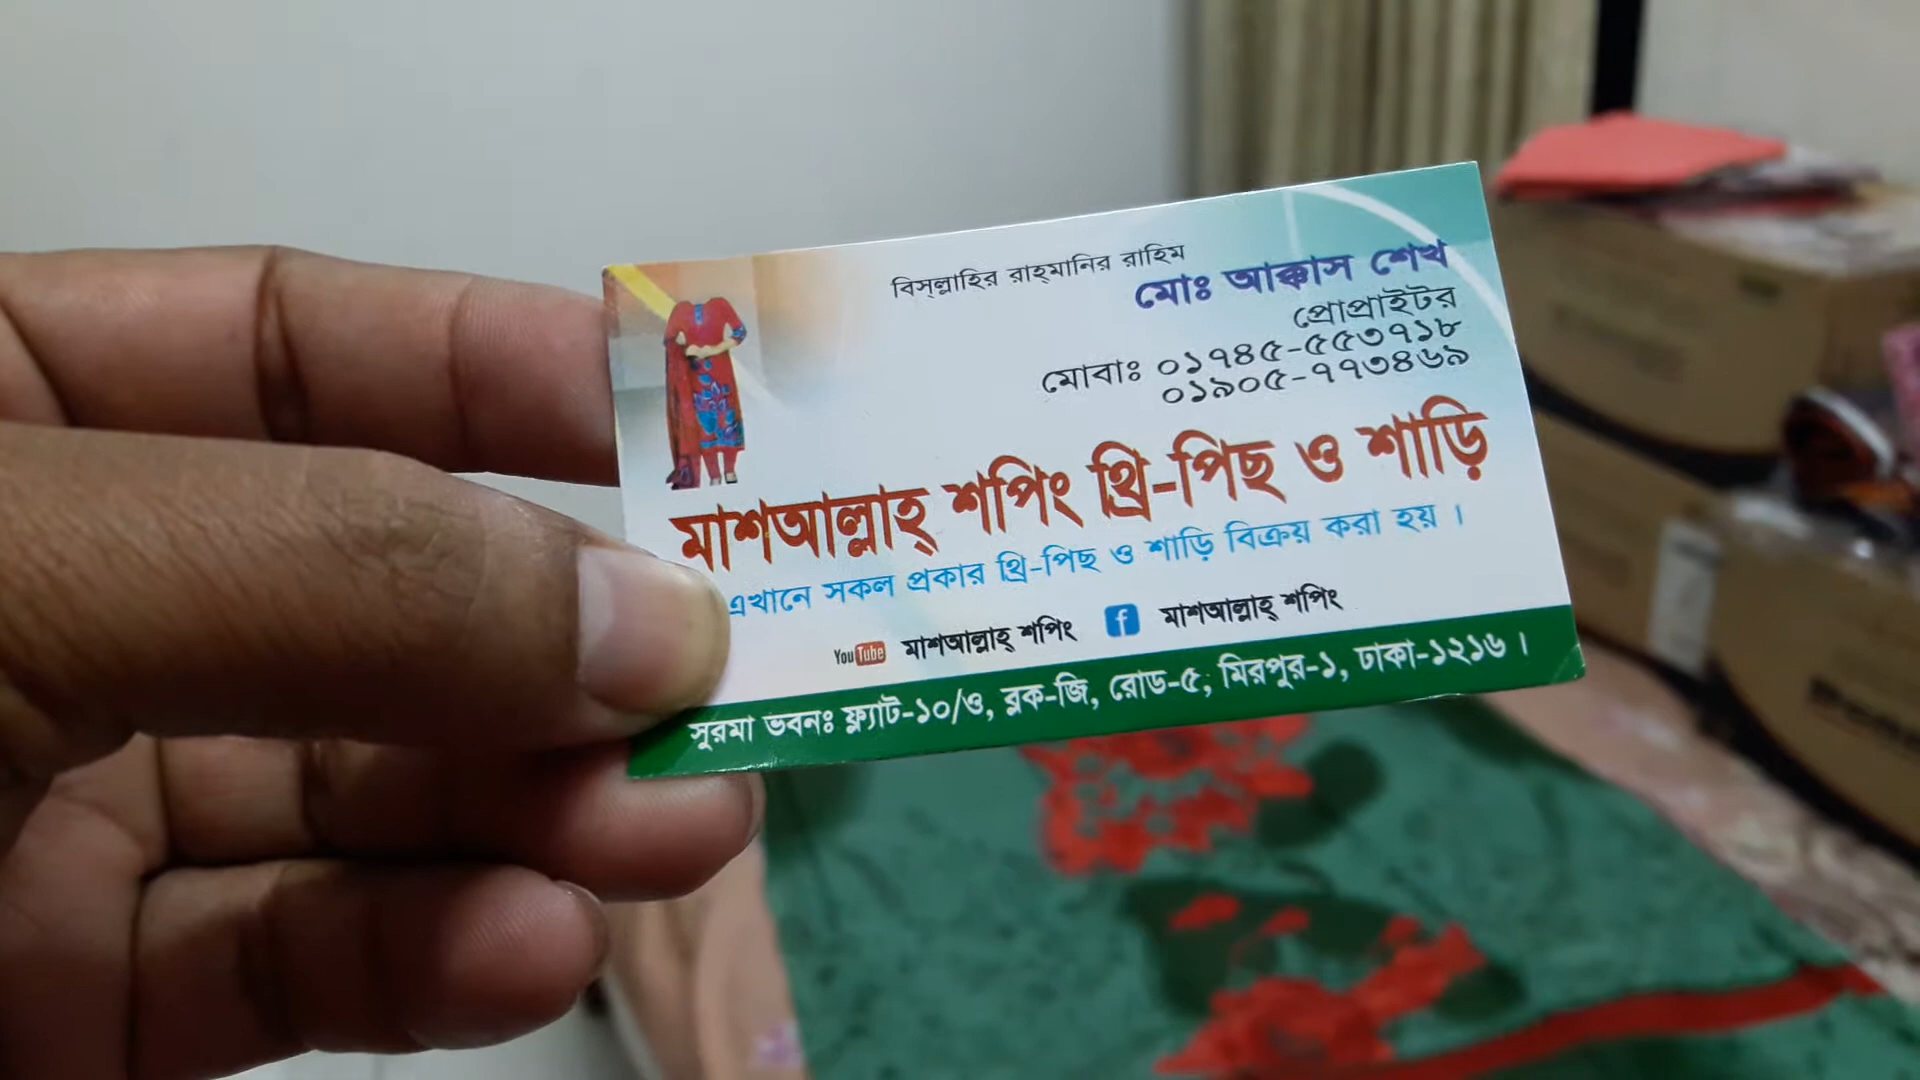 বিস্‌ল্লাহির রাহ্‌মানির রাহিম
মোঃ আক্কাস শেখ
প্রোপ্রাইটর
মোবাঃ ০১৭৪৫-৫৫৩৭১৮
০১৯০৫-৭৭৩৪৬৯
মাশআল্লাহ্ শপিং থ্রি-পিছ ও শাড়ি
এখানে সকল প্রকার থ্রি-পিছ ও শাড়ি বিক্রয় করা হয় ।
YouTube মাশআল্লাহ্ শপিং f মাশআল্লাহ্ শপিং
সুরমা ভবনঃ ফ্ল্যাট-১০/ও, ব্লক-জি, রোড-৫, মিরপুর-১, ঢাকা-১২১৬ ।